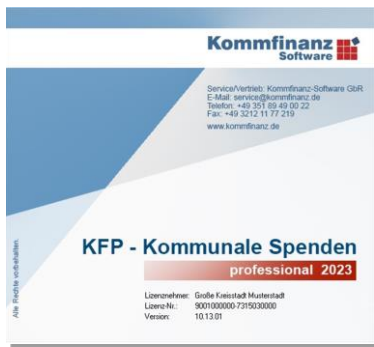 Kommfinanz
Software
Service/Vertrieb: Kommfinanz-Software GbR
E-Mail: service@kommfinanz.de
Telefon: +49 351 89 49 00 22
Fax: +49 3212 11 77 219
www.kommfinanz.de
KFP - Kommunale Spenden
professional 2023
Lizenznehmer: Große Kreisstadt Musterstadt
Lizenz-Nr.: 9001000000-7315030000
Version: 10.13.01
Alle Rechte vorbehalten.